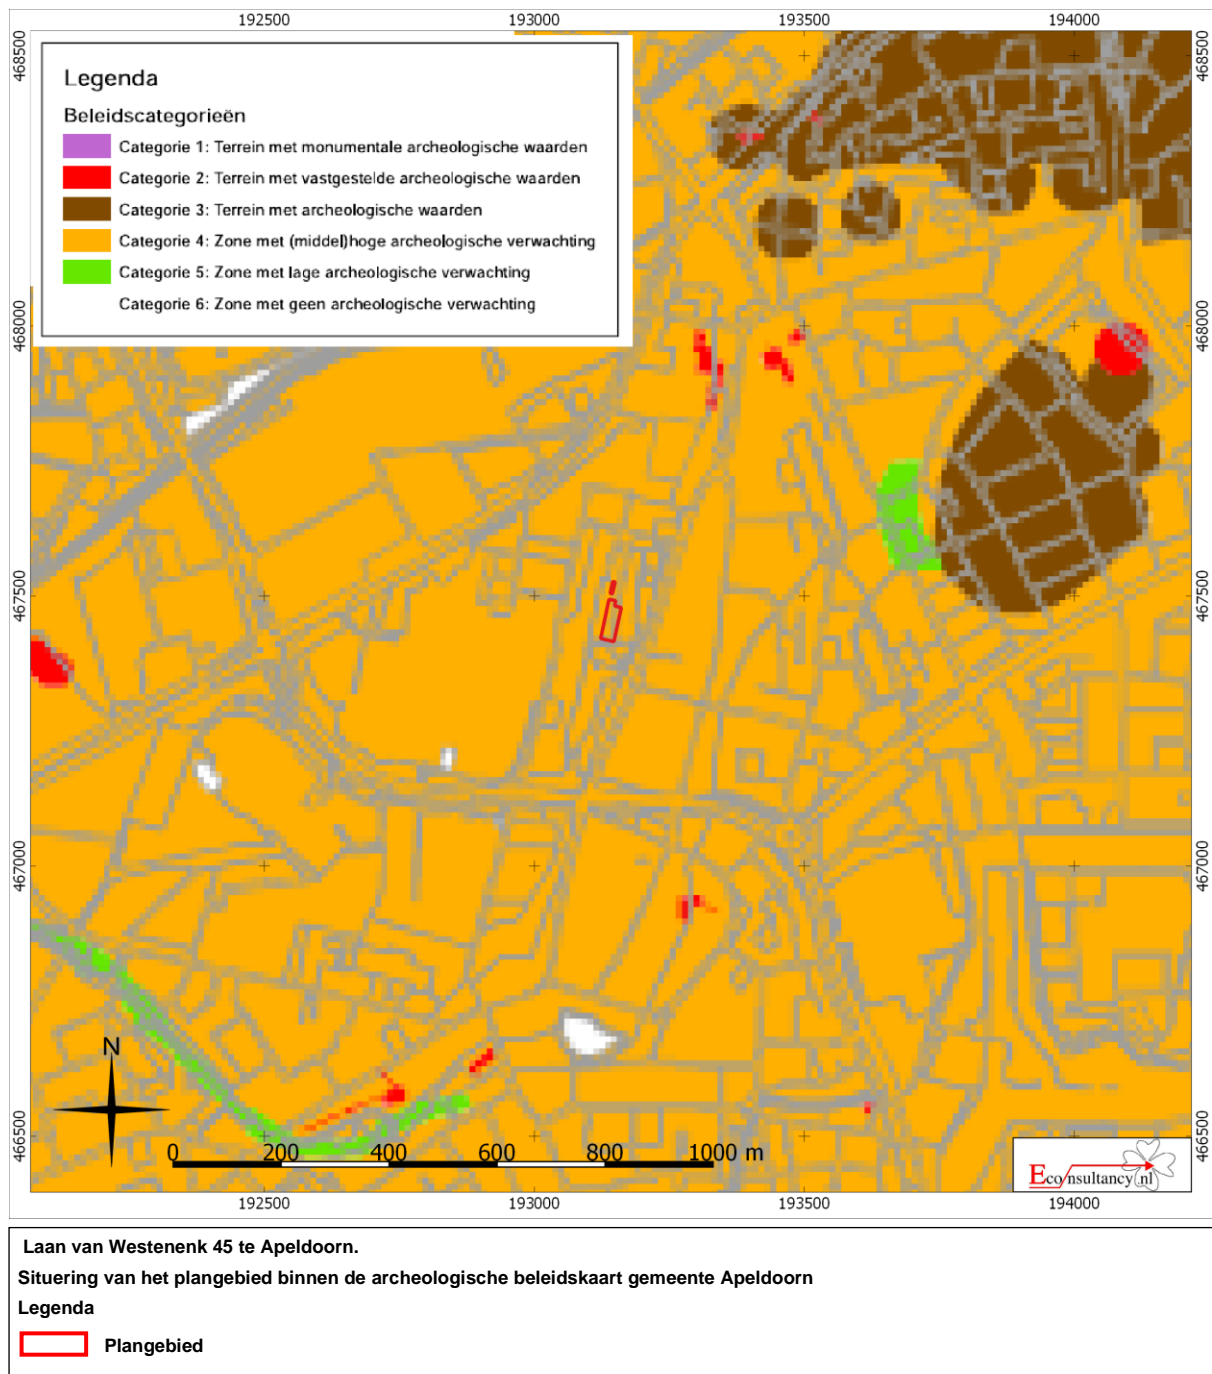 192500 193000 193500 194000
468500 468500
Legenda
Beleidscategorieën
Categorie 1: Terrein met monumentale archeologische waarden
Categorie 2: Terrein met vastgestelde archeologische waarden
Categorie 3: Terrein met archeologische waarden
Categorie 4: Zone met (middel)hoge archeologische verwachting
Categorie 5: Zone met lage archeologische verwachting
Categorie 6: Zone met geen archeologische verwachting
468000 468000
467500 467500
467000 467000
N
466500 466500
0 200 400 600 800 1000 m
Econsultancy.nl
192500 193000 193500 194000
Laan van Westenenk 45 te Apeldoorn.
Situering van het plangebied binnen de archeologische beleidskaart gemeente Apeldoorn
Legenda
Plangebied